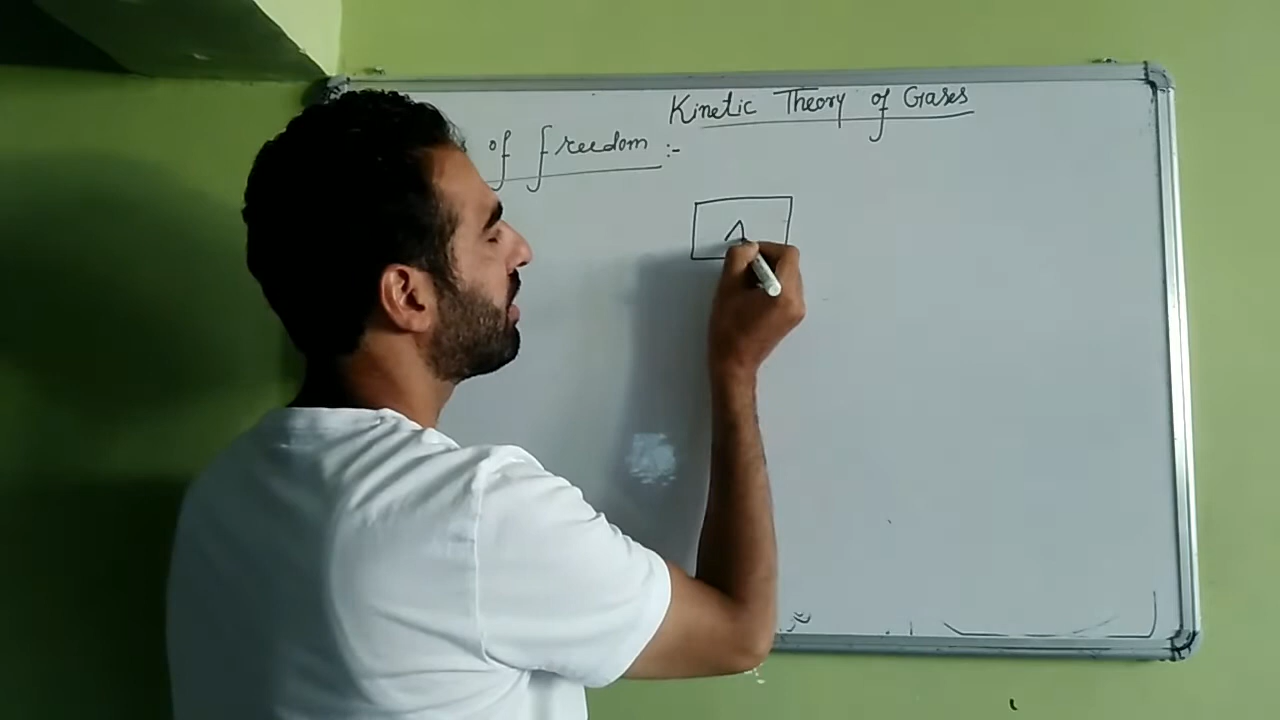 Kinetic Theory of Gases
of freedom :-